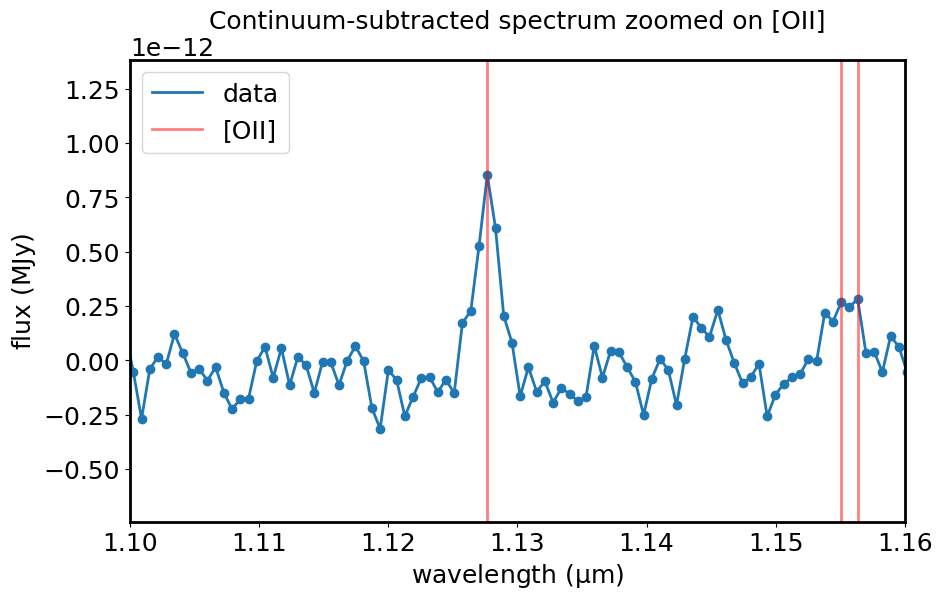 Continuum-subtracted spectrum zoomed on [OII]
1e−12
data
[OII]
1.25
1.00
0.75
0.50
0.25
0.00
−0.25
−0.50
flux (MJy)
1.10
1.11
1.12
1.13
1.14
1.15
1.16
wavelength (μm)